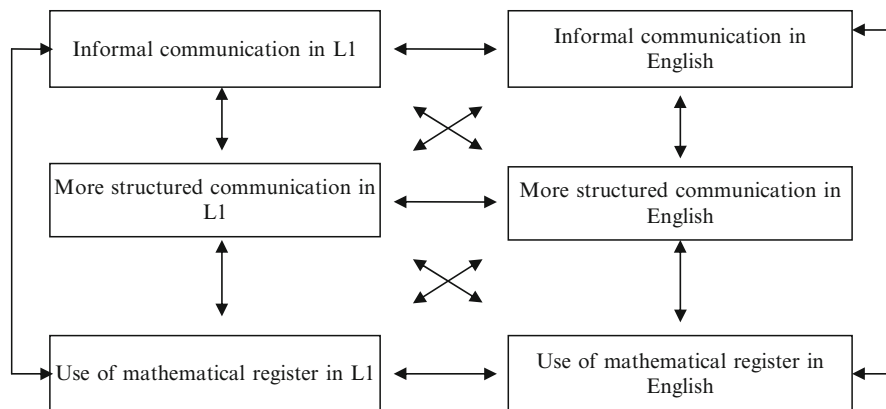 Informal communication in L1
Informal communication in
English
More structured communication in
L1
More structured communication in
English
Use of mathematical register in L1
Use of mathematical register in
English